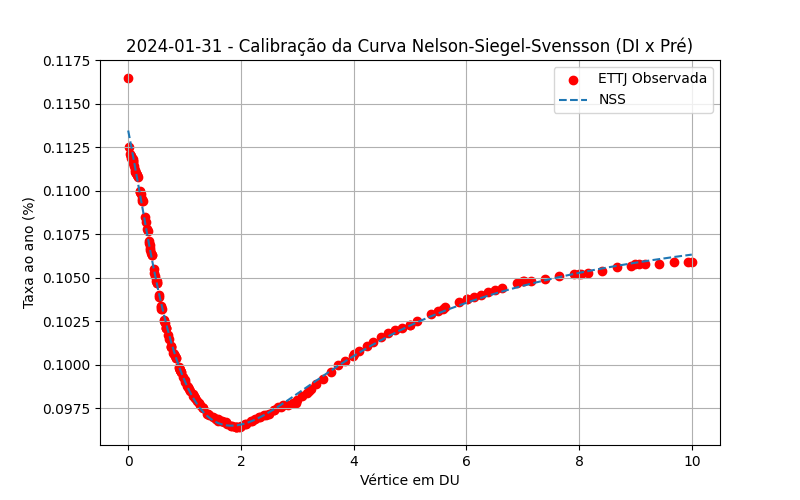 2024-01-31 - Calibração da Curva Nelson-Siegel-Svensson (DI x Pré)
0.1175
0.1150
0.1125
0.1100
0.1075
0.1050
0.1025
0.1000
0.0975
Taxa ao ano (%)
ETTJ Observada
NSS
0 2 4 6 8 10
Vértice em DU